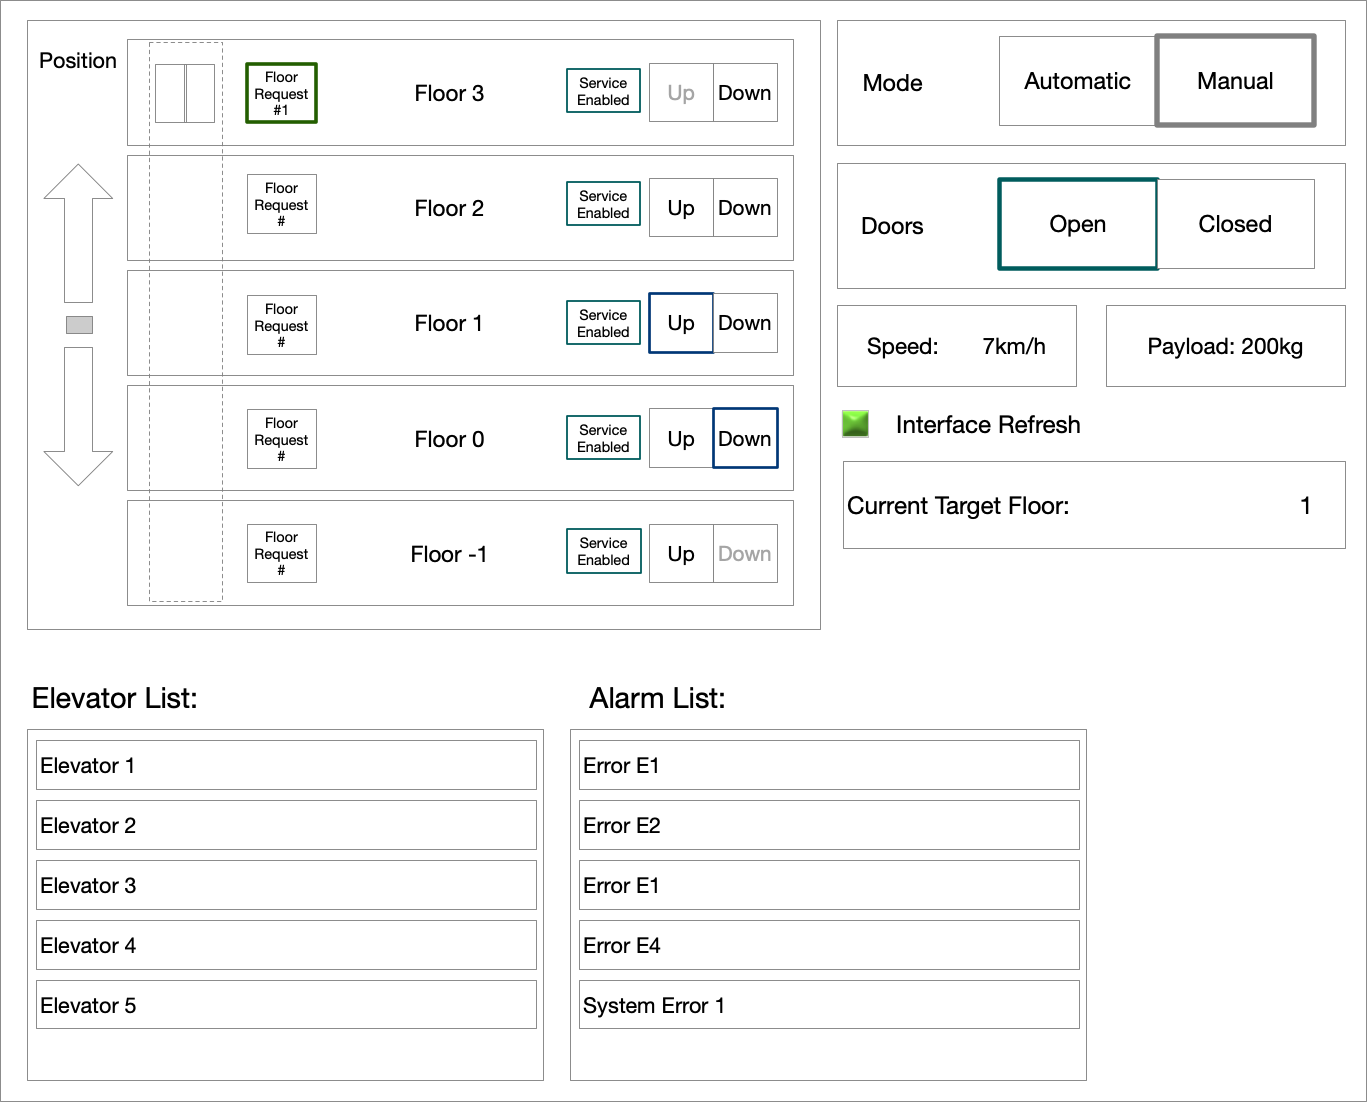 Position
Floor
Request
#1
Floor 3
Service
Enabled
Up
Down
Floor
Request
#
Floor 2
Service
Enabled
Up
Down
Floor
Request
#
Floor 1
Service
Enabled
Up
Down
Floor
Request
#
Floor 0
Service
Enabled
Up
Down
Floor
Request
#
Floor -1
Service
Enabled
Up
Down
Mode
Automatic
Manual
Doors
Open
Closed
Speed: 7km/h
Payload: 200kg
Interface Refresh
Current Target Floor: 1
Elevator List:
Elevator 1
Elevator 2
Elevator 3
Elevator 4
Elevator 5
Alarm List:
Error E1
Error E2
Error E1
Error E4
System Error 1